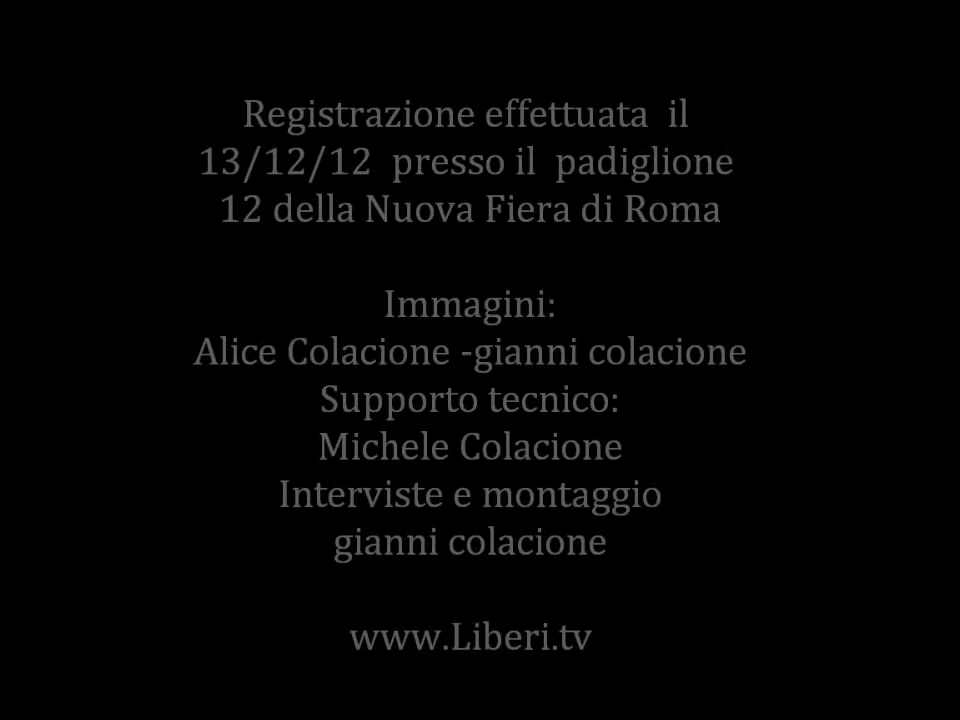 Registrazione effettuata il
13/12/12 presso il padiglione
12 della Nuova Fiera di Roma
Immagini:
Alice Colacione -gianni colacione
Supporto tecnico:
Michele Colacione
Interviste e montaggio
gianni colacione
www.Liberi.tv